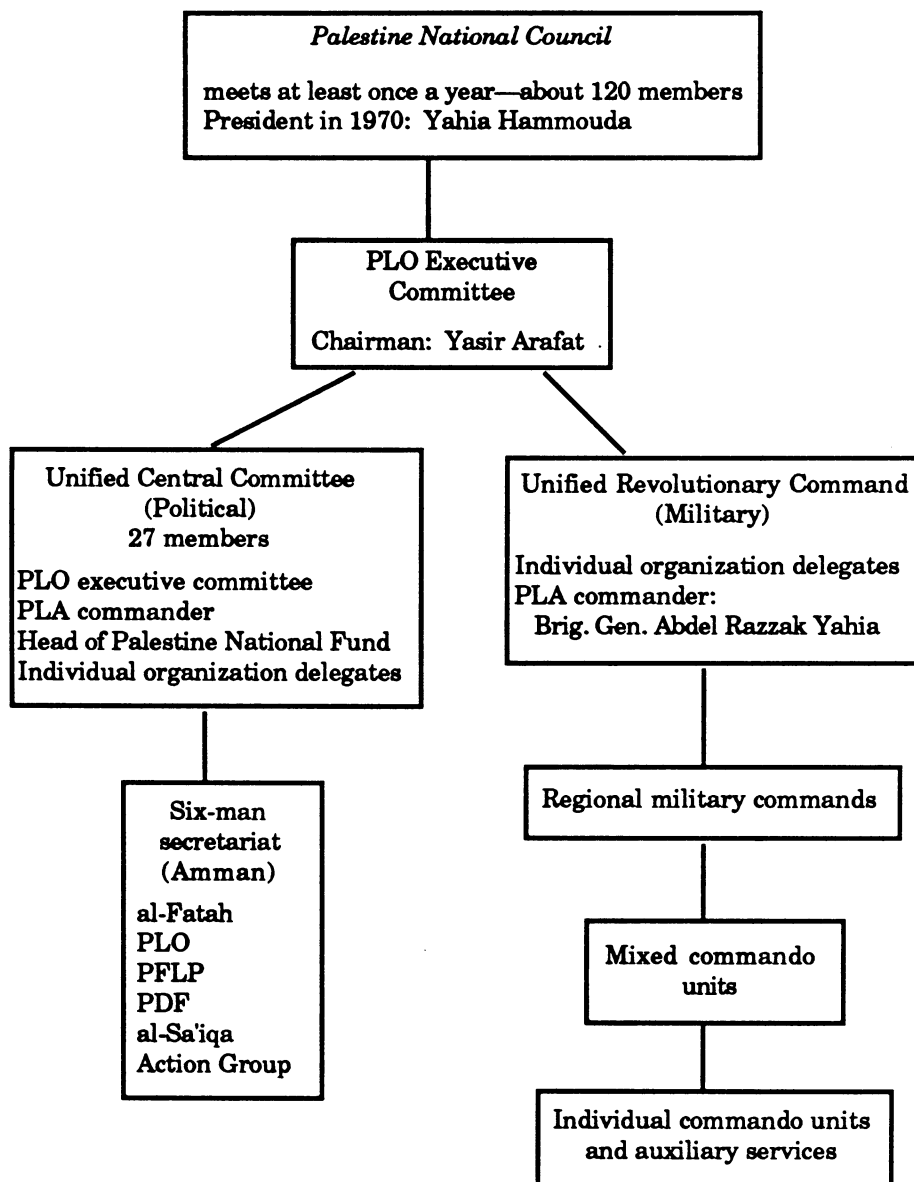 Palestine National Council
meets at least once a year—about 120 members
President in 1970: Yahia Hammouda
PLO Executive
Committee
Chairman: Yasir Arafat
Unified Central Committee
(Political)
27 members
PLO executive committee
PLA commander
Head of Palestine National Fund
Individual organization delegates
Six-man
secretariat
(Amman)
al-Fatah
PLO
PFLP
PDF
al-Sa'iqa
Action Group
Unified Revolutionary Command
(Military)
Individual organization delegates
PLA commander:
Brig. Gen. Abdel Razzak Yahia
Regional military commands
Mixed commando
units
Individual commando units
and auxiliary services